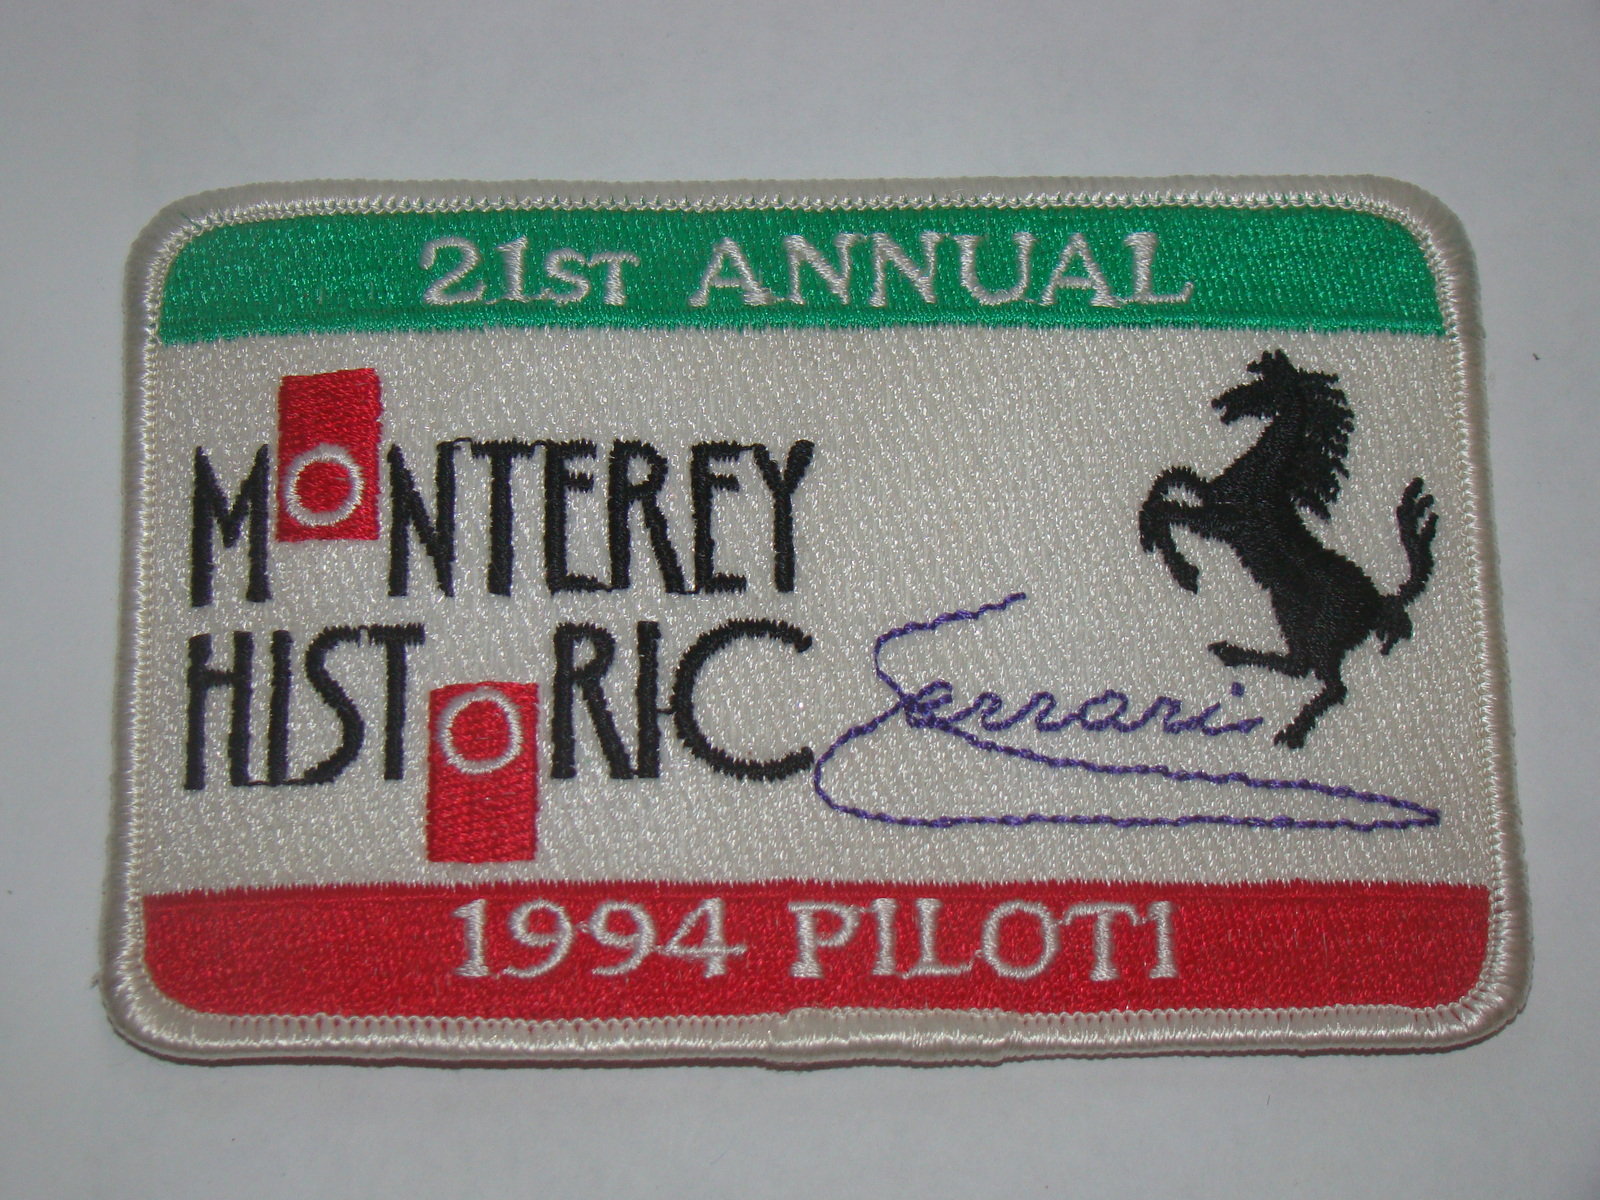 21ST ANNUAL
MONTEREY
HISTORIC
Ferrari
1994 PILOTI